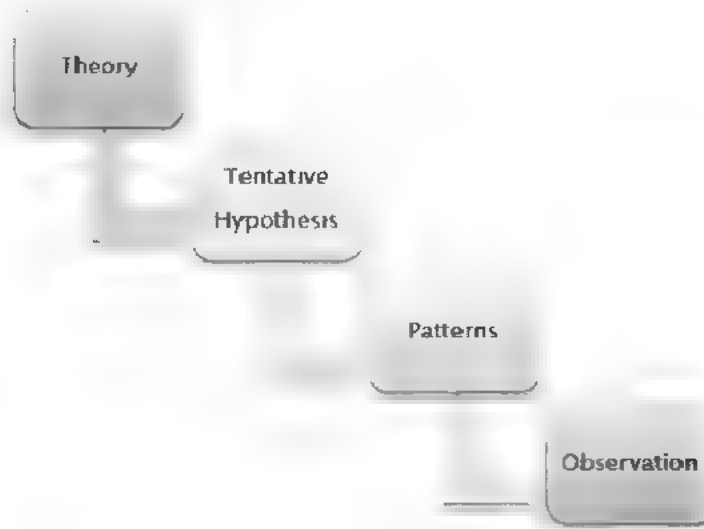 Theory
Tentative
Hypothesis
Patterns
Observation